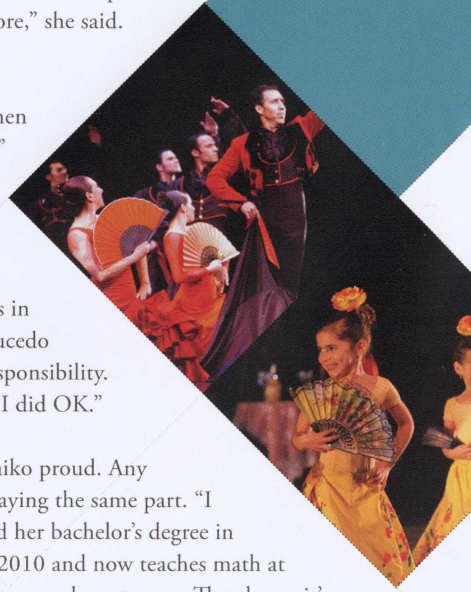 ore,” she said.
hen
”
s in
ucedo
sponsibility.
I did OK.”
aiko proud. Any
aying the same part. “I
d her bachelor’s degree in
2010 and now teaches math at